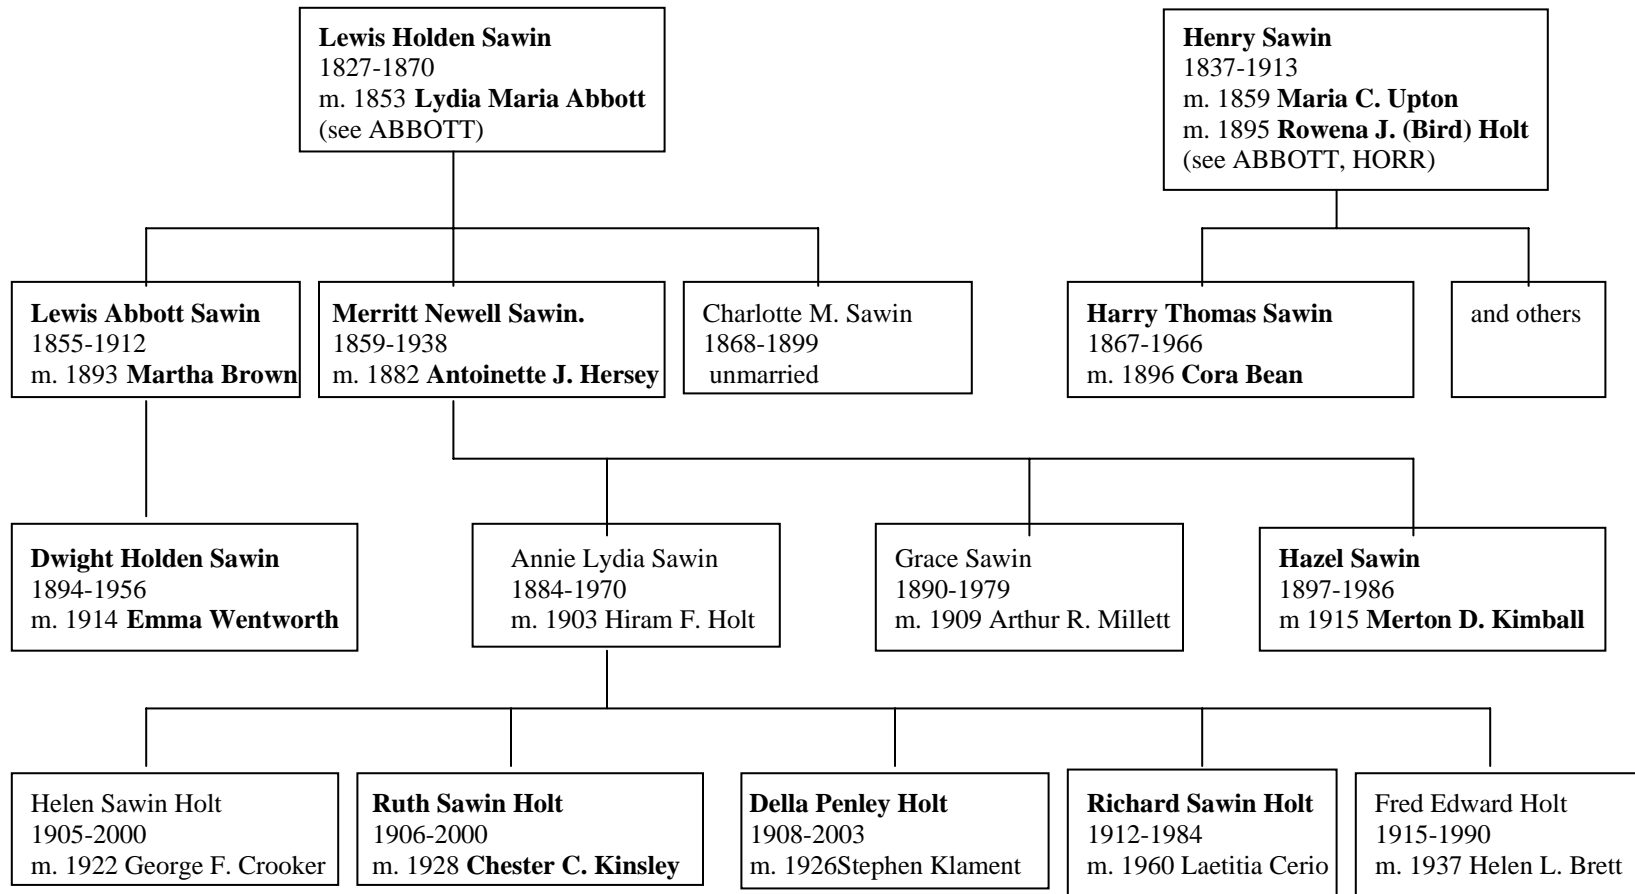 Lewis Holden Sawin
1827-1870
m. 1853 Lydia Maria Abbott
(see ABBOTT)
Henry Sawin
1837-1913
m. 1859 Maria C. Upton
m. 1895 Rowena J. (Bird) Holt
(see ABBOTT, HORR)
Lewis Abbott Sawin
1855-1912
m. 1893 Martha Brown
Merritt Newell Sawin.
1859-1938
m. 1882 Antoinette J. Hersey
Charlotte M. Sawin
1868-1899
unmarried
Harry Thomas Sawin
1867-1966
m. 1896 Cora Bean
and others
Dwight Holden Sawin
1894-1956
m. 1914 Emma Wentworth
Annie Lydia Sawin
1884-1970
m. 1903 Hiram F. Holt
Grace Sawin
1890-1979
m. 1909 Arthur R. Millett
Hazel Sawin
1897-1986
m 1915 Merton D. Kimball
Helen Sawin Holt
1905-2000
m. 1922 George F. Crooker
Ruth Sawin Holt
1906-2000
m. 1928 Chester C. Kinsley
Della Penley Holt
1908-2003
m. 1926Stephen Klament
Richard Sawin Holt
1912-1984
m. 1960 Laetitia Cerio
Fred Edward Holt
1915-1990
m. 1937 Helen L. Brett